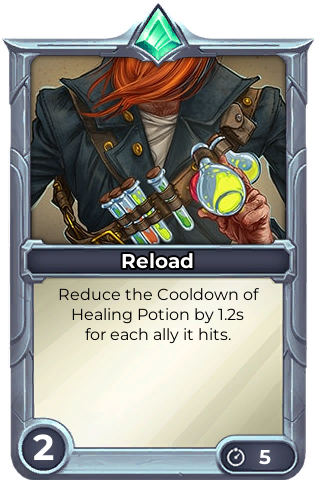 Reload
Reduce the Cooldown of
Healing Potion by 1.2s
for each ally it hits.
2
5